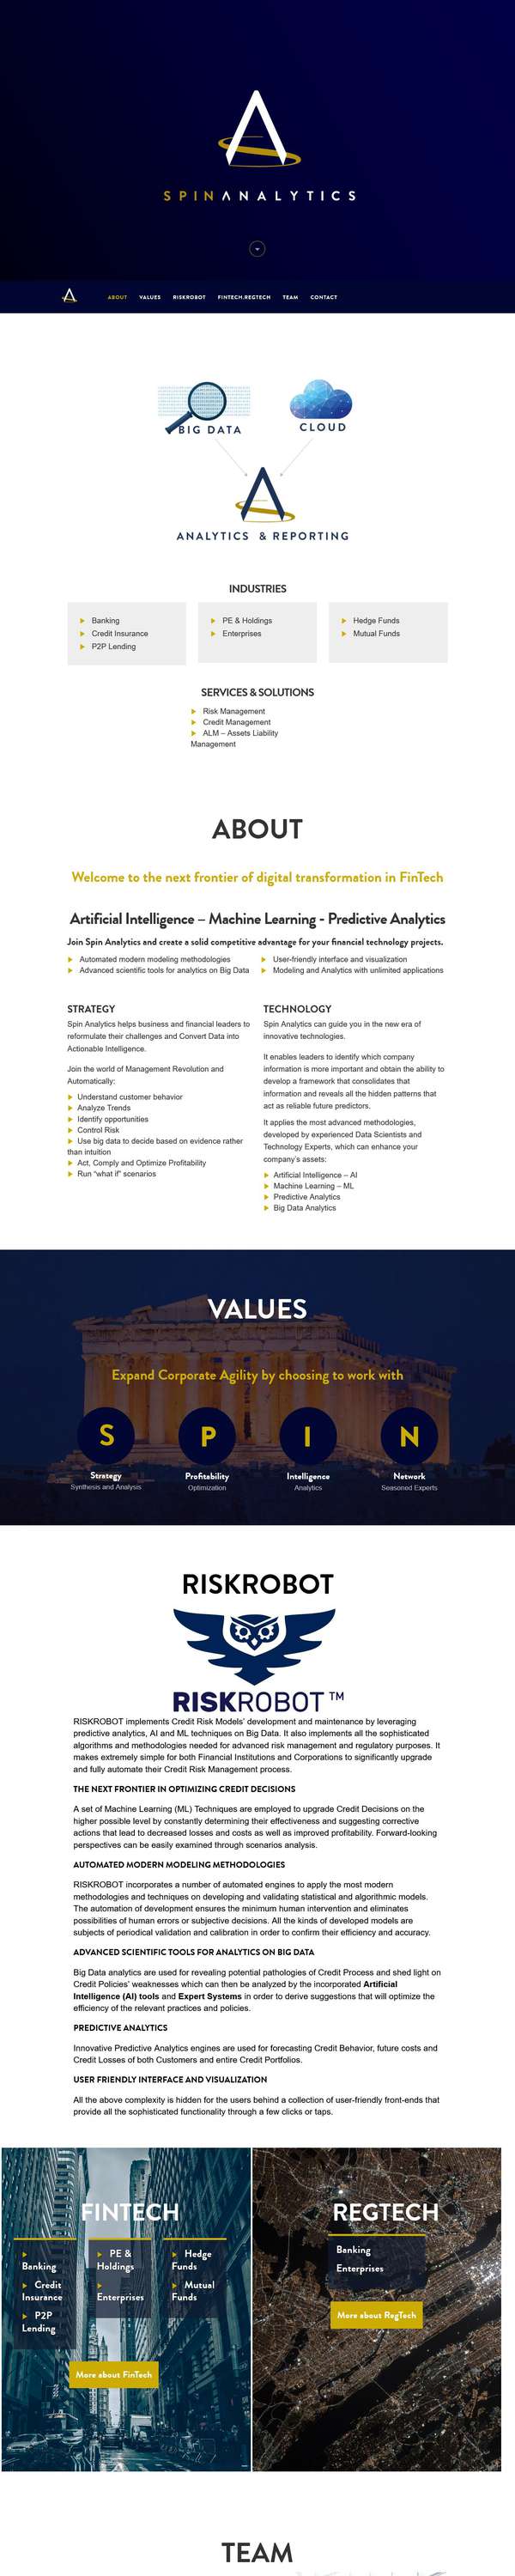 SPINANALYTICS
ABOUT VALUES RISKROBOT FINTECH.REGTECH TEAM CONTACT
BIG DATA
CLOUD
ANALYTICS & REPORTING
INDUSTRIES
Banking
Credit Insurance
P2P Lending
PE & Holdings
Enterprises
Hedge Funds
Mutual Funds
SERVICES & SOLUTIONS
Risk Management
Credit Management
ALM – Assets Liability
Management
ABOUT
Welcome to the next frontier of digital transformation in FinTech
Artificial Intelligence – Machine Learning - Predictive Analytics
Join Spin Analytics and create a solid competitive advantage for your financial technology projects.
Automated modern modeling methodologies
Advanced scientific tools for analytics on Big Data
User-friendly interface and visualization
Modeling and Analytics with unlimited applications
STRATEGY
Spin Analytics helps business and financial leaders to
reformulate their challenges and Convert Data into
Actionable Intelligence.
Join the world of Management Revolution and
Automatically:
Understand customer behavior
Analyze Trends
Identify opportunities
Control Risk
Use big data to decide based on evidence rather
than intuition
Act, Comply and Optimize Profitability
Run "what if" scenarios
TECHNOLOGY
Spin Analytics can guide you in the new era of
innovative technologies.
It enables leaders to identify which company
information is more important and obtain the ability to
develop a framework that consolidates that
information and reveals all the hidden patterns that
act as reliable future predictors.
It applies the most advanced methodologies,
developed by experienced Data Scientists and
Technology Experts, which can enhance your
company's assets:
Artificial Intelligence – AI
Machine Learning – ML
Predictive Analytics
Big Data Analytics
VALUES
Expand Corporate Agility by choosing to work with
S P I N
Strategy
Synthesis and Analysis
Profitability
Optimization
Intelligence
Analytics
Network
Seasoned Experts
RISKROBOT
RISKROBOT TM
RISKROBOT implements Credit Risk Models' development and maintenance by leveraging
predictive analytics, AI and ML techniques on Big Data. It also implements all the sophisticated
algorithms and methodologies needed for advanced risk management and regulatory purposes. It
makes extremely simple for both Financial Institutions and Corporations to significantly upgrade
and fully automate their Credit Risk Management process.
THE NEXT FRONTIER IN OPTIMIZING CREDIT DECISIONS
A set of Machine Learning (ML) Techniques are employed to upgrade Credit Decisions on the
higher possible level by constantly determining their effectiveness and suggesting corrective
actions that lead to decreased losses and costs as well as improved profitability. Forward-looking
perspectives can be easily examined through scenarios analysis.
AUTOMATED MODERN MODELING METHODOLOGIES
RISKROBOT incorporates a number of automated engines to apply the most modern
methodologies and techniques on developing and validating statistical and algorithmic models.
The automation of development ensures the minimum human intervention and eliminates
possibilities of human errors or subjective decisions. All the kinds of developed models are
subjects of periodical validation and calibration in order to confirm their efficiency and accuracy.
ADVANCED SCIENTIFIC TOOLS FOR ANALYTICS ON BIG DATA
Big Data analytics are used for revealing potential pathologies of Credit Process and shed light on
Credit Policies' weaknesses which can then be analyzed by the incorporated Artificial
Intelligence (AI) tools and Expert Systems in order to derive suggestions that will optimize the
efficiency of the relevant practices and policies.
PREDICTIVE ANALYTICS
Innovative Predictive Analytics engines are used for forecasting Credit Behavior, future costs and
Credit Losses of both Customers and entire Credit Portfolios.
USER FRIENDLY INTERFACE AND VISUALIZATION
All the above complexity is hidden for the users behind a collection of user-friendly front-ends that
provide all the sophisticated functionality through a few clicks or taps.
FINTECH
Banking
Credit
Insurance
P2P
Lending
PE &
Holdings
Enterprises
Hedge
Funds
Mutual
Funds
More about FinTech
REGTECH
Banking
Enterprises
More about RegTech
TEAM